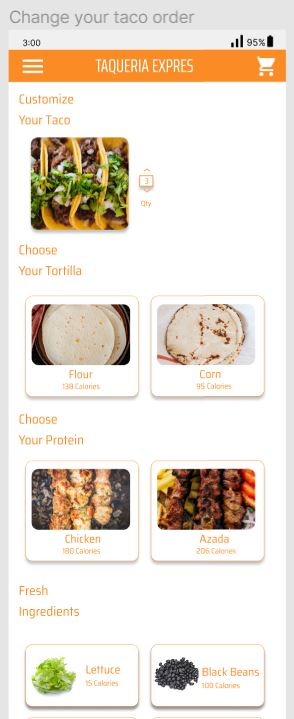 Change your taco order
3:00
95%
TAQUERIA EXPRES
Customize
Your Taco
3
Qty
Choose
Your Tortilla
Flour
138 Calories
Corn
95 Calories
Choose
Your Protein
Chicken
180 Calories
Azada
206 Calories
Fresh
Ingredients
Lettuce
15 Calories
Black Beans
100 Calories